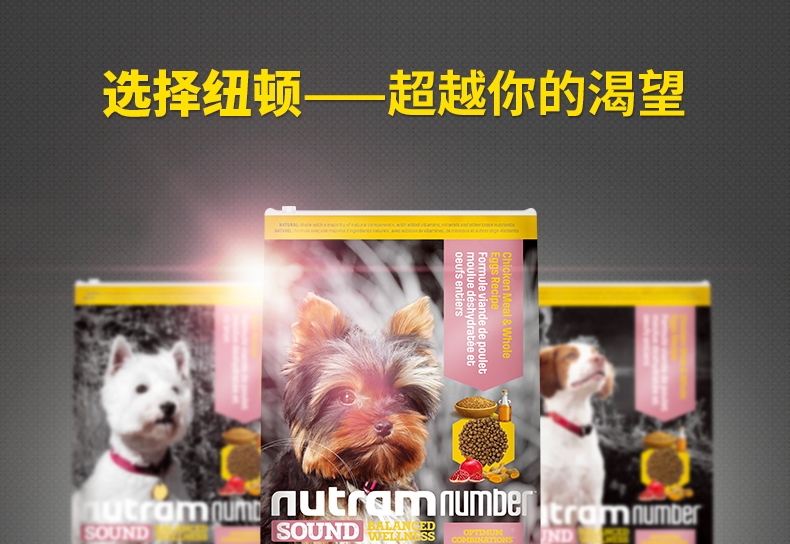 选择纽顿——超越你的渴望
NATURAL
Chicken Meal & Whole
Eggs Recipe
Formule viande de poulet
moulue déshydratée et
oeufs entiers
nutram number
SOUND
BALANCED
WELLNESS
OPTIMUM
COMBINATIONS
nutram
SOUND
number